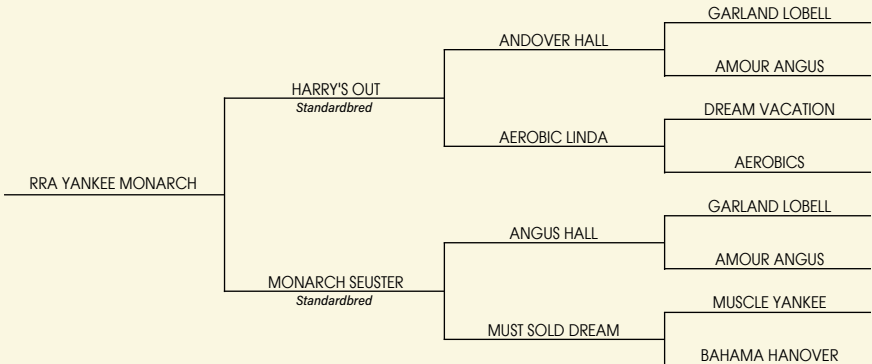 GARLAND LOBELL
ANDOVER HALL
AMOUR ANGUS
HARRY'S OUT
Standardbred
DREAM VACATION
AEROBIC LINDA
AEROBICS
RRA YANKEE MONARCH
GARLAND LOBELL
ANGUS HALL
AMOUR ANGUS
MONARCH SEUSTER
Standardbred
MUSCLE YANKEE
MUST SOLD DREAM
BAHAMA HANOVER